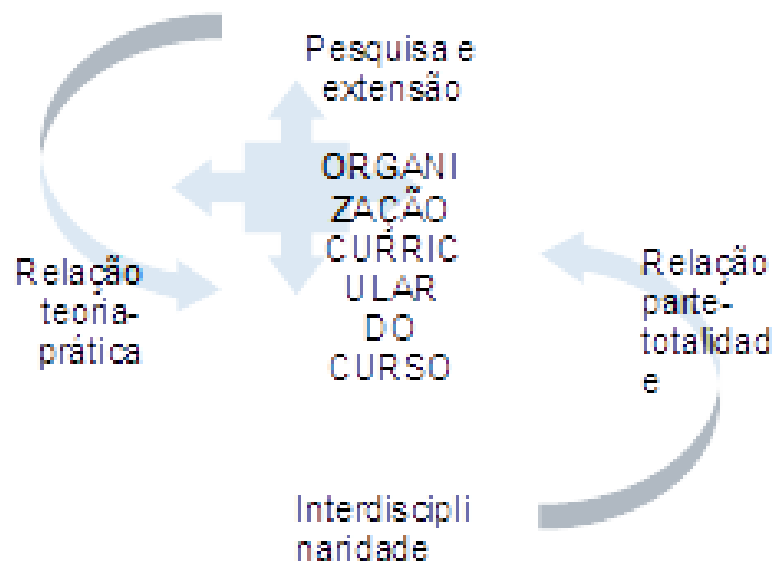 Pesquisa e
extensão
ORGANI
ZAÇÃO
CURRIC
ULAR
DO
CURSO
Relação
teoria-
prática
Relação
parte-
totalidad
e
Interdiscipli
naridade